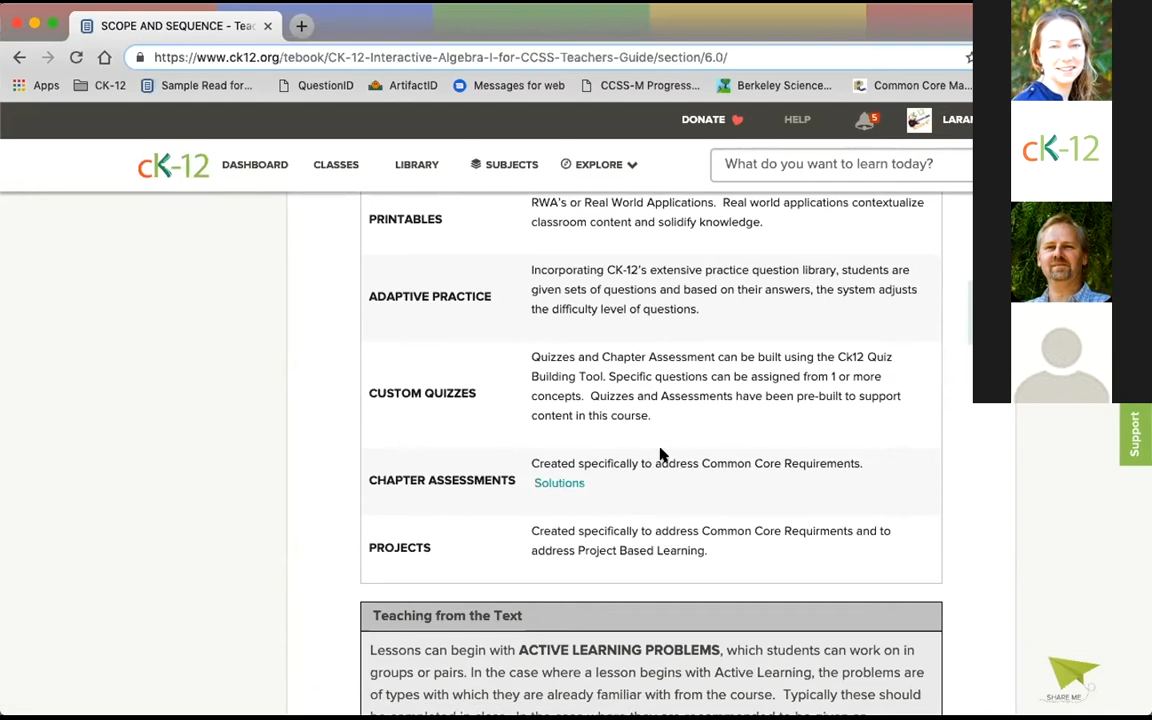 SCOPE AND SEQUENCE - Teac
https://www.ck12.org/tebook/CK-12-Interactive-Algebra-I-for-CCSS-Teachers-Guide/section/6.0/
Apps CK-12 Sample Read for... QuestionID ArtifactID Messages for web CCSS-M Progress... Berkeley Science... Common Core Ma...
DONATE HELP 5 LARAM
cK-12 DASHBOARD CLASSES LIBRARY SUBJECTS EXPLORE What do you want to learn today?
cK-12
PRINTABLES
RWA's or Real World Applications. Real world applications contextualize
classroom content and solidify knowledge.
ADAPTIVE PRACTICE
Incorporating CK-12's extensive practice question library, students are
given sets of questions and based on their answers, the system adjusts
the difficulty level of questions.
CUSTOM QUIZZES
Quizzes and Chapter Assessment can be built using the Ck12 Quiz
Building Tool. Specific questions can be assigned from 1 or more
concepts. Quizzes and Assessments have been pre-built to support
content in this course.
CHAPTER ASSESSMENTS
Created specifically to address Common Core Requirements.
Solutions
PROJECTS
Created specifically to address Common Core Requirments and to
address Project Based Learning.
Support
Teaching from the Text
Lessons can begin with ACTIVE LEARNING PROBLEMS, which students can work on in
groups or pairs. In the case where a lesson begins with Active Learning, the problems are
of types with which they are already familiar with from the course. Typically these should
SHARE ME